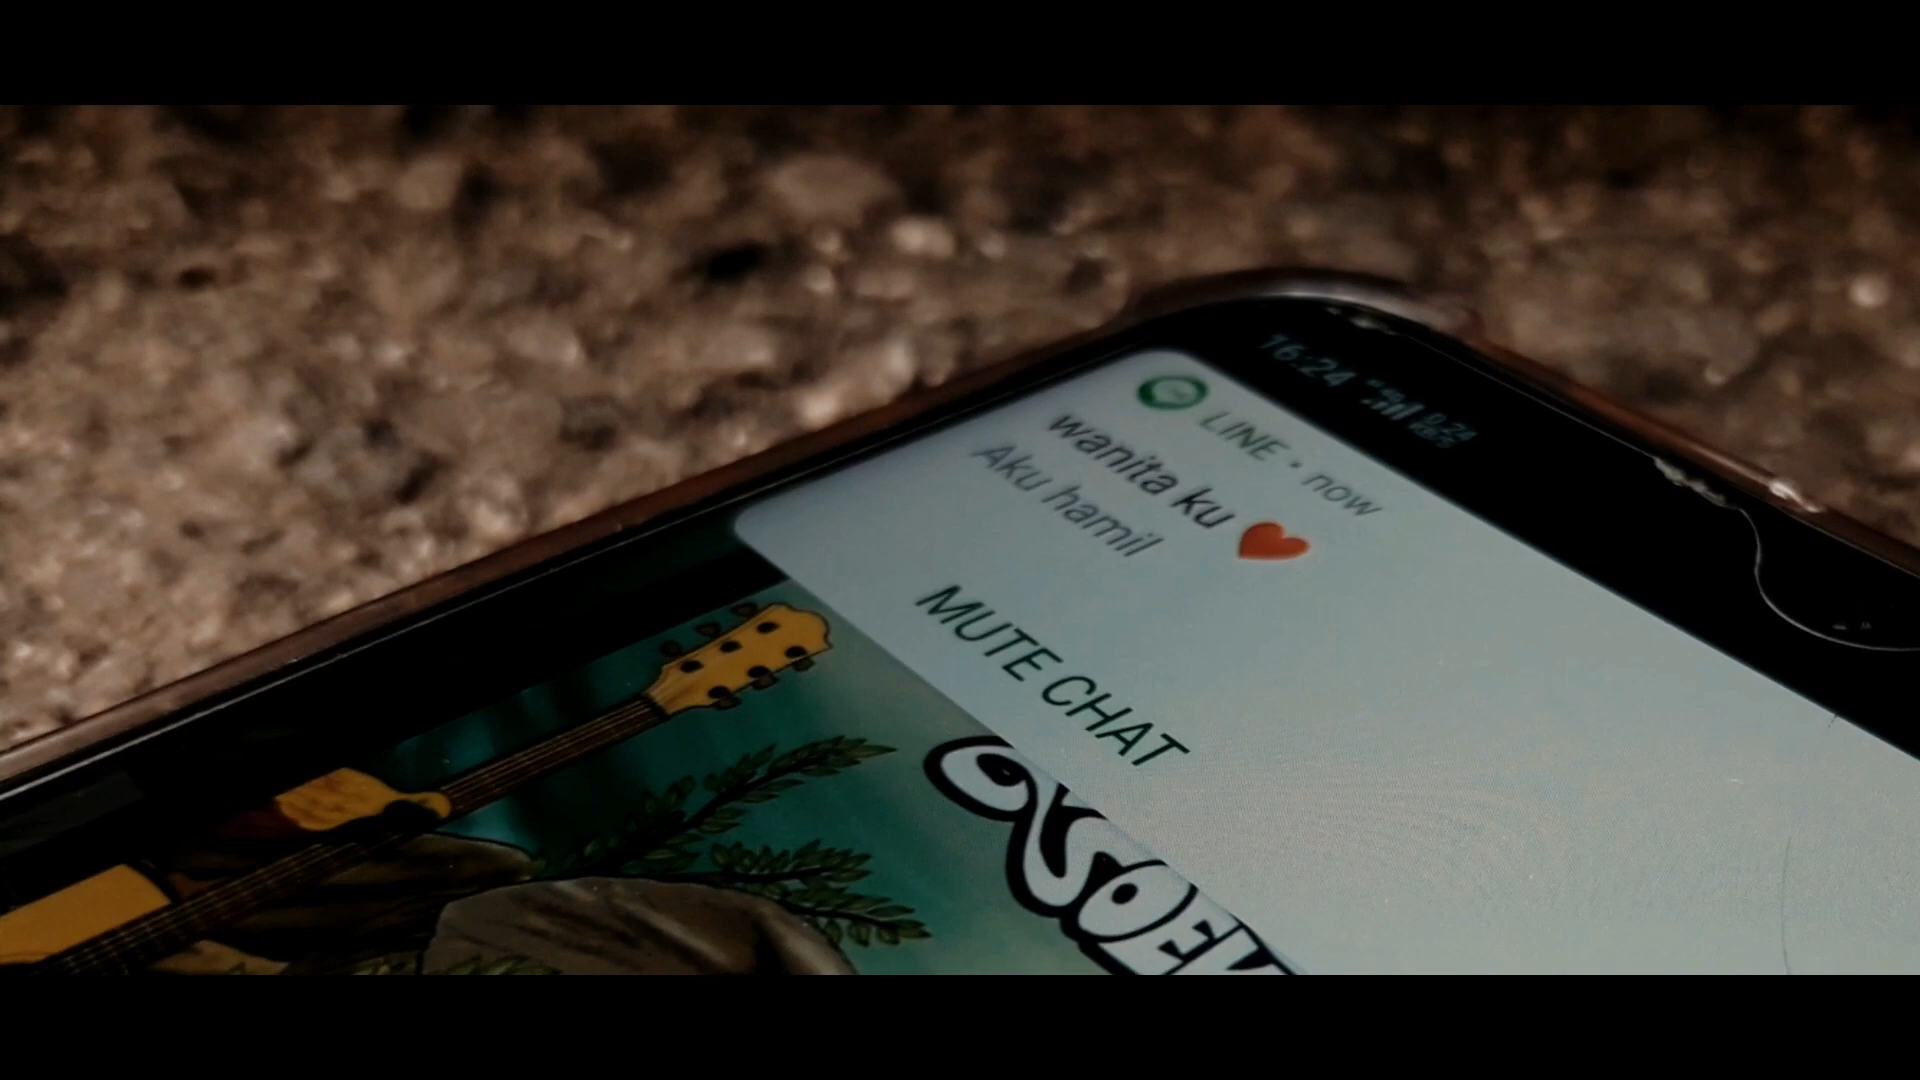 16:24
LINE • now
wanita ku ❤
Aku hamil
MUTE CHAT